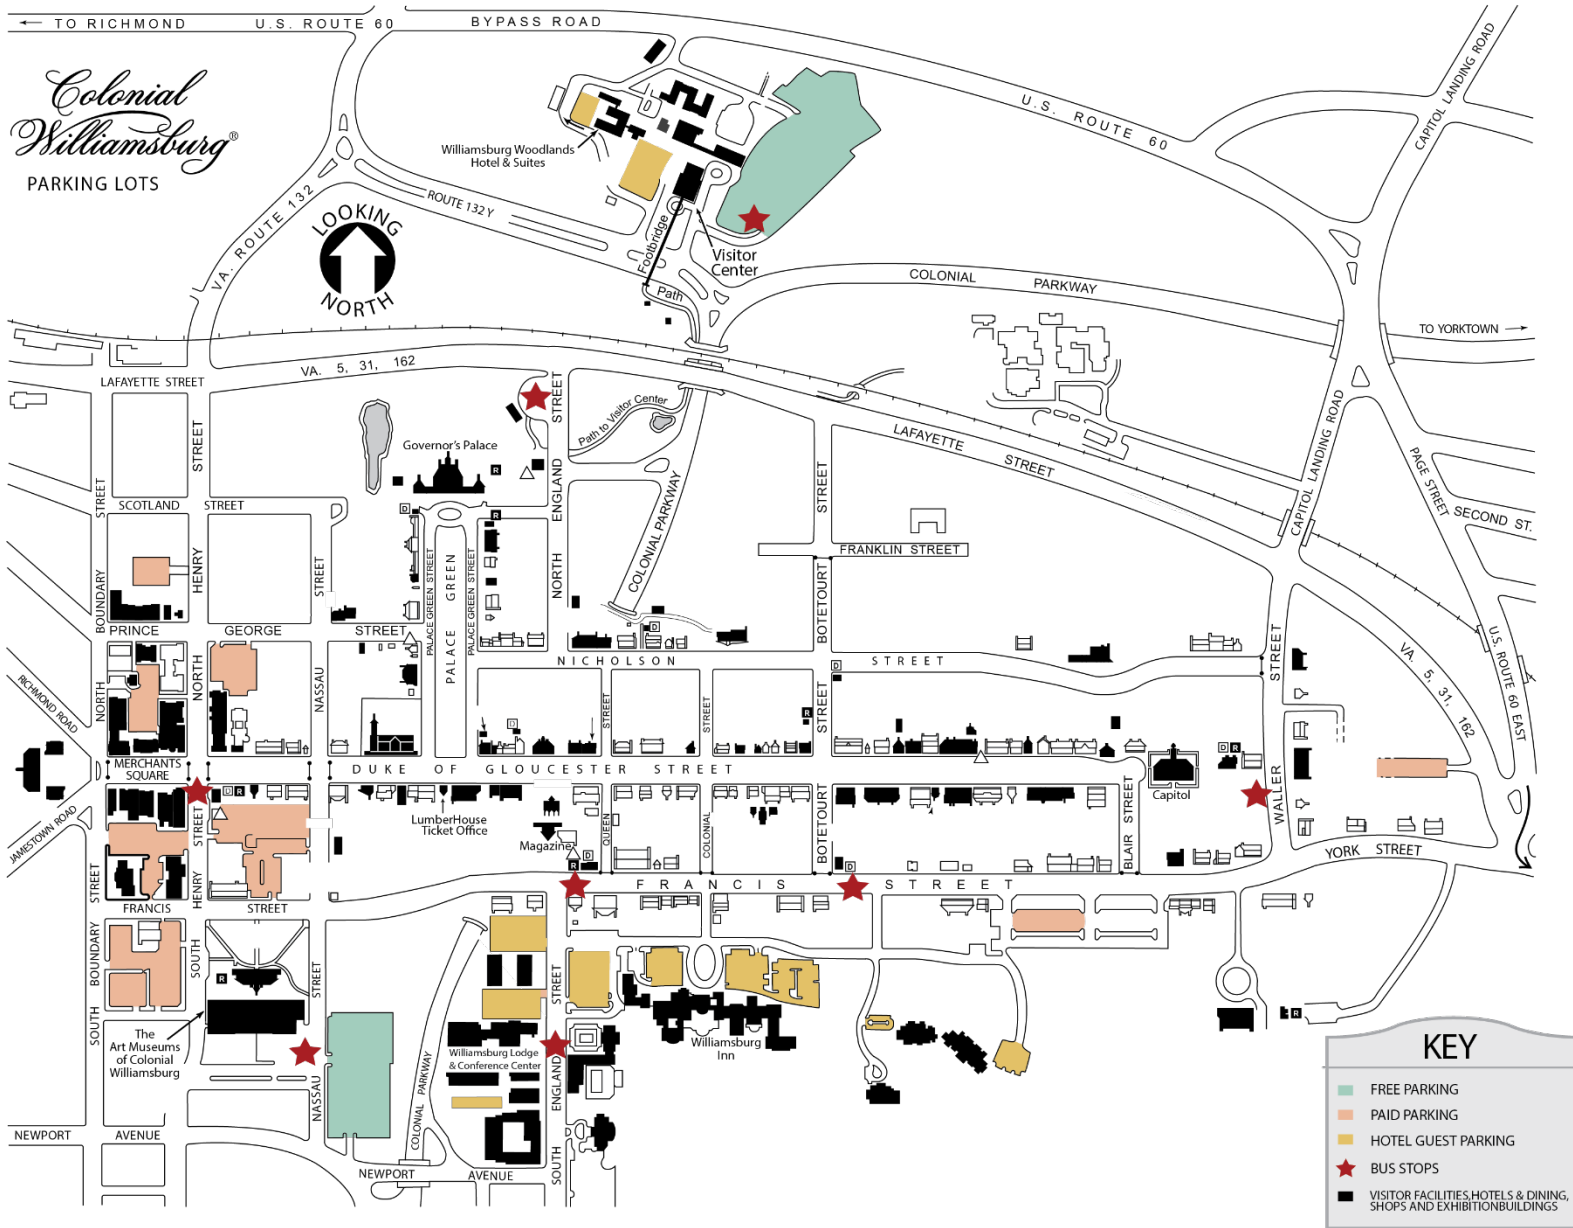 TO RICHMOND
U.S. ROUTE 60
BYPASS ROAD
Colonial
Williamsburg®
PARKING LOTS
U.S. ROUTE 60
CAPITOL LANDING ROAD
Williamsburg Woodlands
Hotel & Suites
ROUTE 132Y
VA. ROUTE 132
LOOKING
NORTH
Footbridge
Path
Visitor
Center
COLONIAL PARKWAY
TO YORKTOWN
LAFAYETTE STREET
VA. 5, 31, 162
Path to Visitor Center
NORTH ENGLAND STREET
Governor's Palace
R
COLONIAL PARKWAY
LAFAYETTE STREET
CAPITOL LANDING ROAD
PAGE STREET
SECOND ST.
SCOTLAND STREET
D
R
FRANKLIN STREET
NORTH BOUNDARY STREET
NORTH HENRY STREET
NASSAU STREET
PALACE GREEN STREET
PALACE GREEN
PALACE GREEN STREET
BOTETOURT STREET
PRINCE GEORGE STREET
D
NICHOLSON STREET
D
VA. 5, 31, 162
U.S. ROUTE 60 EAST
RICHMOND ROAD
JAMESTOWN ROAD
QUEEN STREET
COLONIAL STREET
BOTETOURT STREET
D
R
MERCHANTS
SQUARE
DUKE OF GLOUCESTER STREET
D R
D R
LumberHouse
Ticket Office
Magazine
D
R
D
Capitol
BLAIR STREET
WALLER STREET
YORK STREET
FRANCIS STREET
FRANCIS STREET
SOUTH BOUNDARY STREET
SOUTH HENRY STREET
NASSAU STREET
R
The
Art Museums
of Colonial
Williamsburg
Williamsburg Lodge
& Conference Center
COLONIAL PARKWAY
SOUTH ENGLAND STREET
Williamsburg
Inn
R
NEWPORT AVENUE
NEWPORT AVENUE
KEY
FREE PARKING
PAID PARKING
HOTEL GUEST PARKING
BUS STOPS
VISITOR FACILITIES,HOTELS & DINING,
SHOPS AND EXHIBITIONBUILDINGS